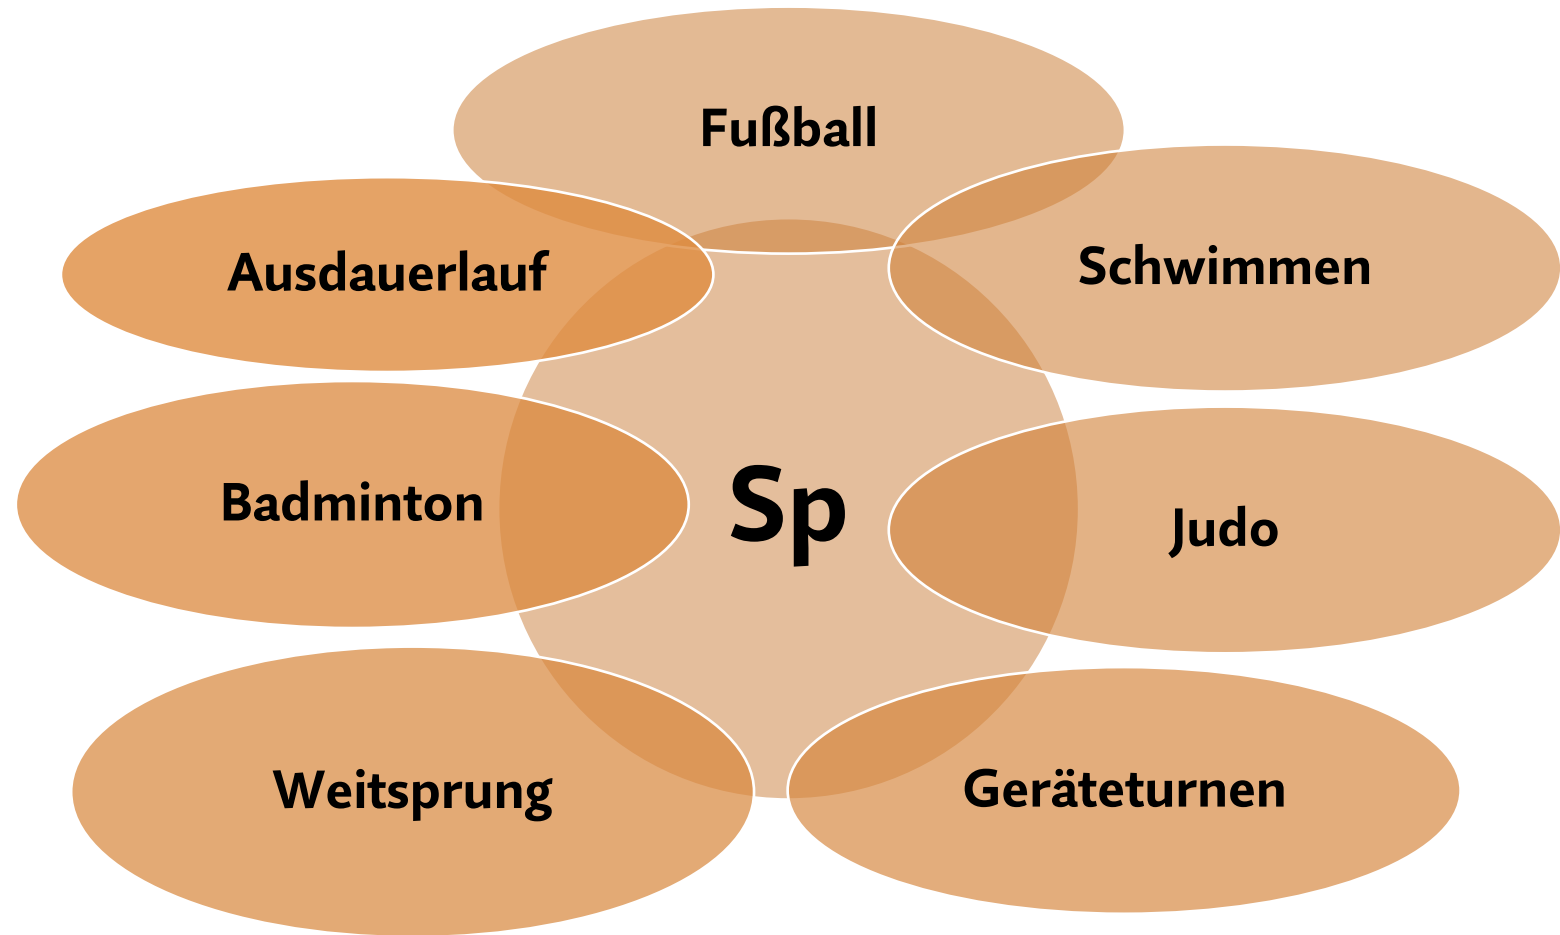 Fußball
Ausdauerlauf
Schwimmen
Badminton
Sp
Judo
Weitsprung
Geräteturnen